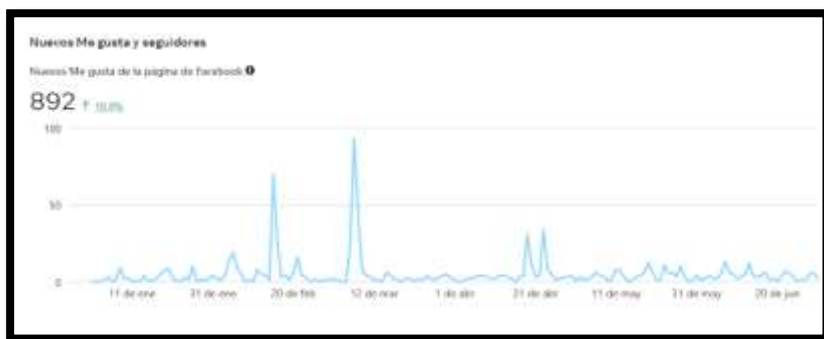 Nuevos Me gusta y seguidores
Nuevos Me gusta de la página de Facebook
892
100
50
0
11 de ene 31 de ene 20 de feb 12 de mar 1 de abr 21 de abr 11 de may 31 de may 20 de jun